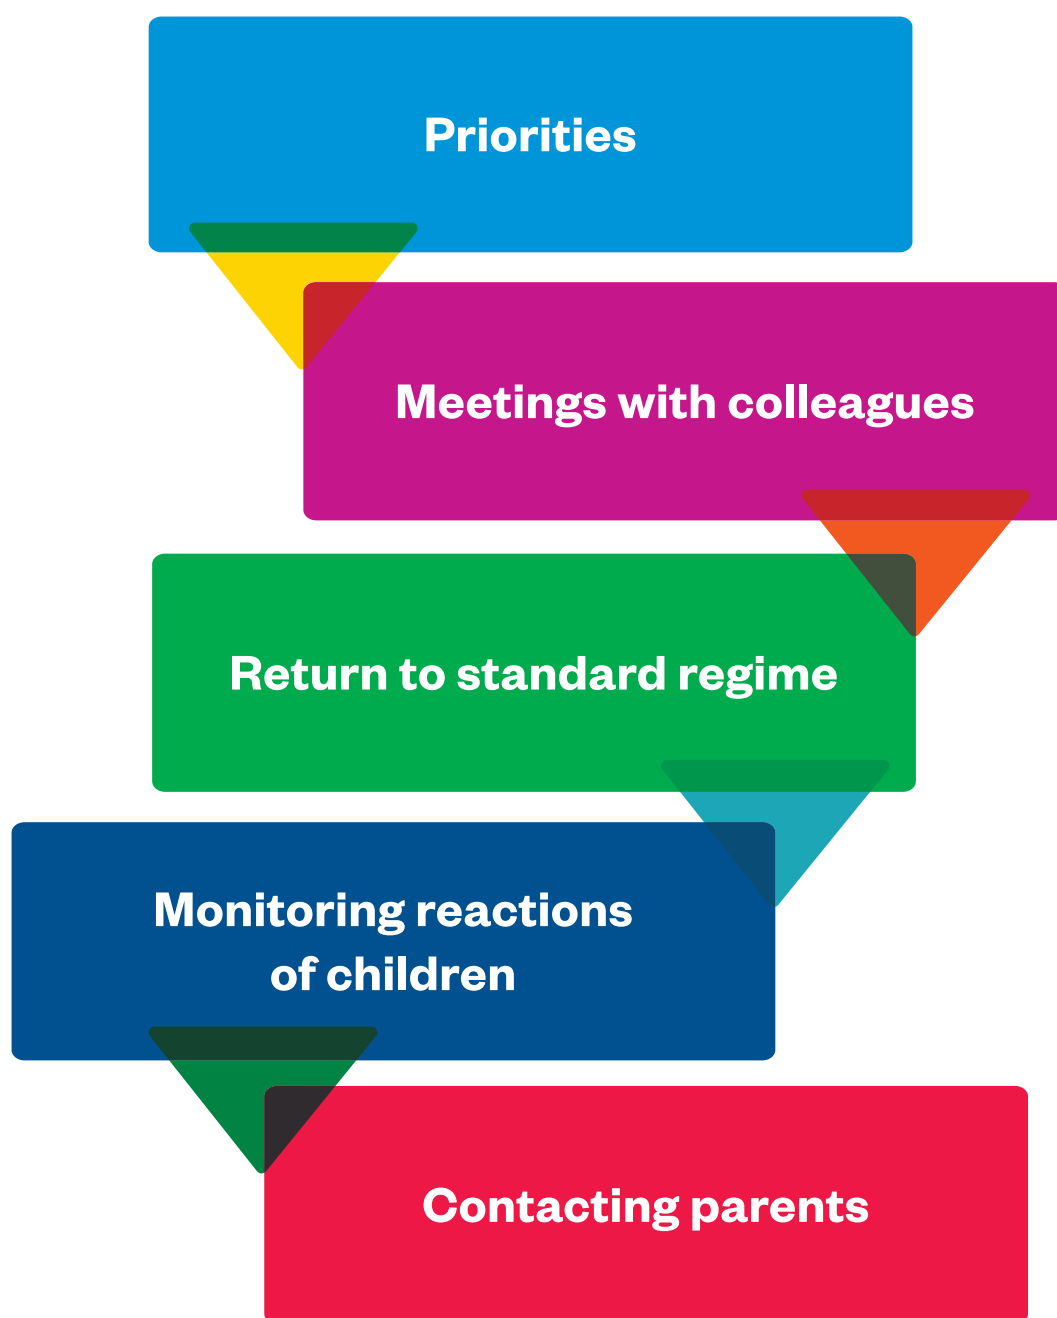 Priorities
Meetings with colleagues
Return to standard regime
Monitoring reactions
of children
Contacting parents